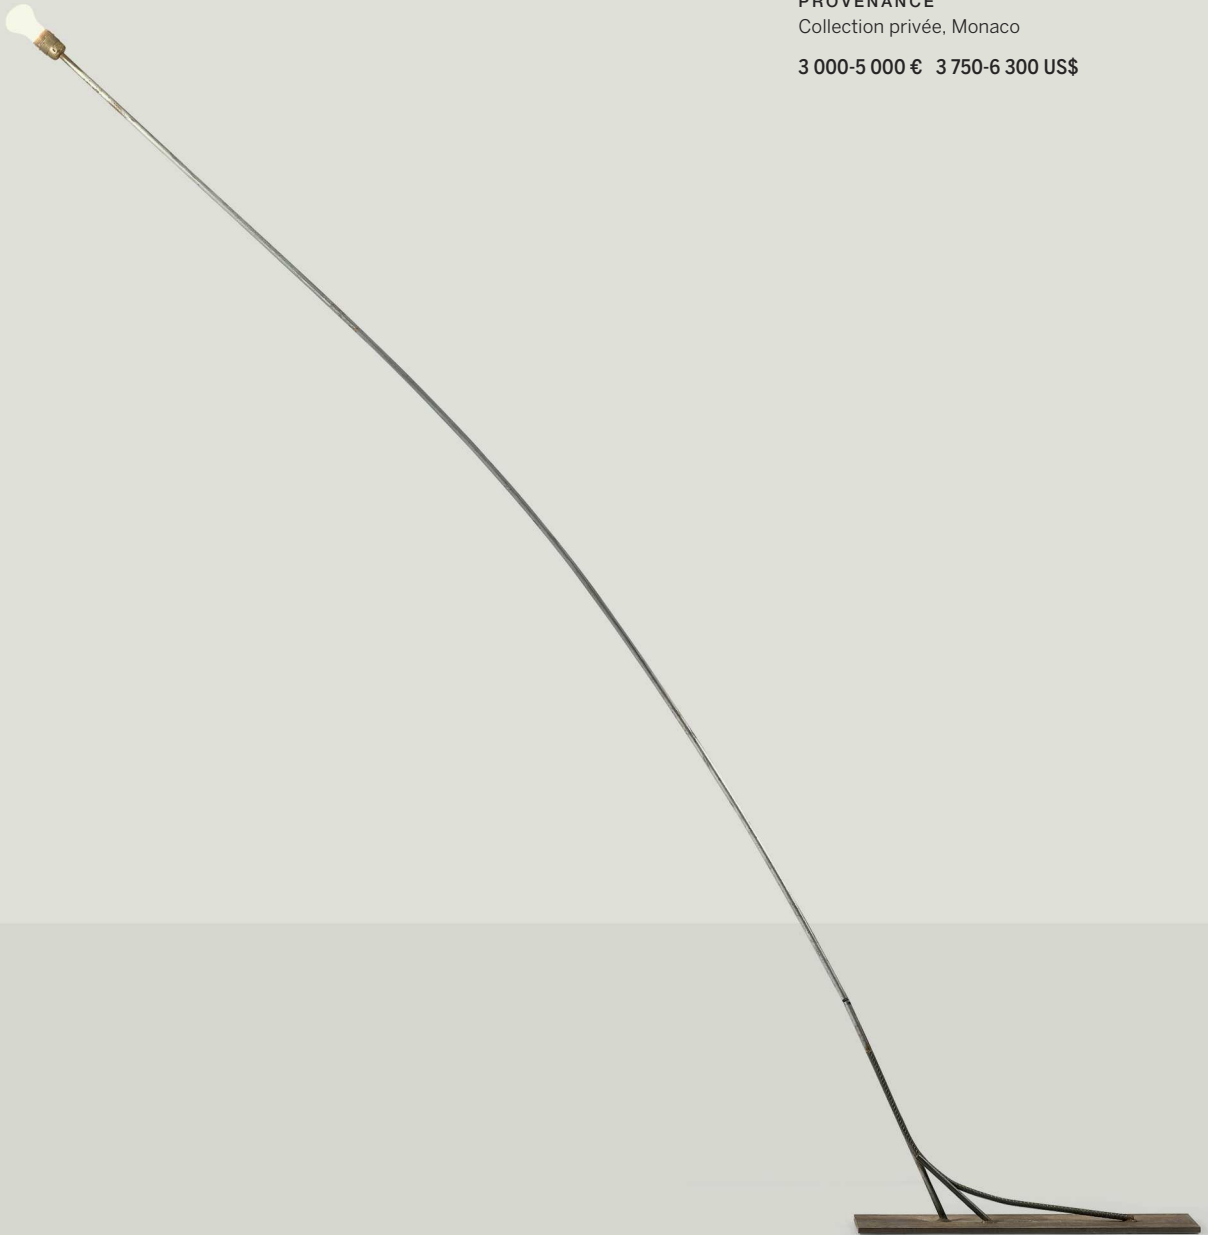 PROVENANCE
Collection privée, Monaco
3 000-5 000 € 3 750-6 300 US$